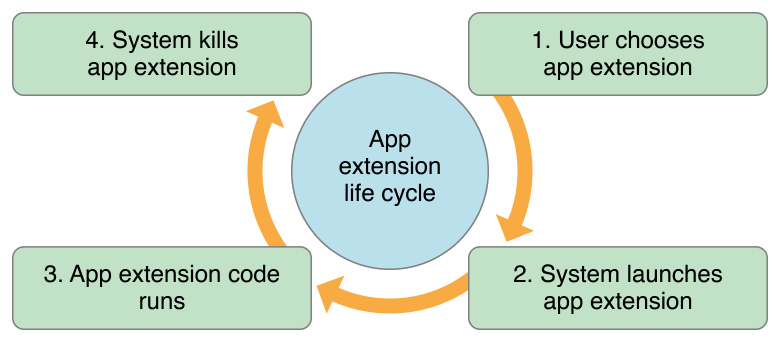 4. System kills
app extension
1. User chooses
app extension
App
extension
life cycle
3. App extension code
runs
2. System launches
app extension